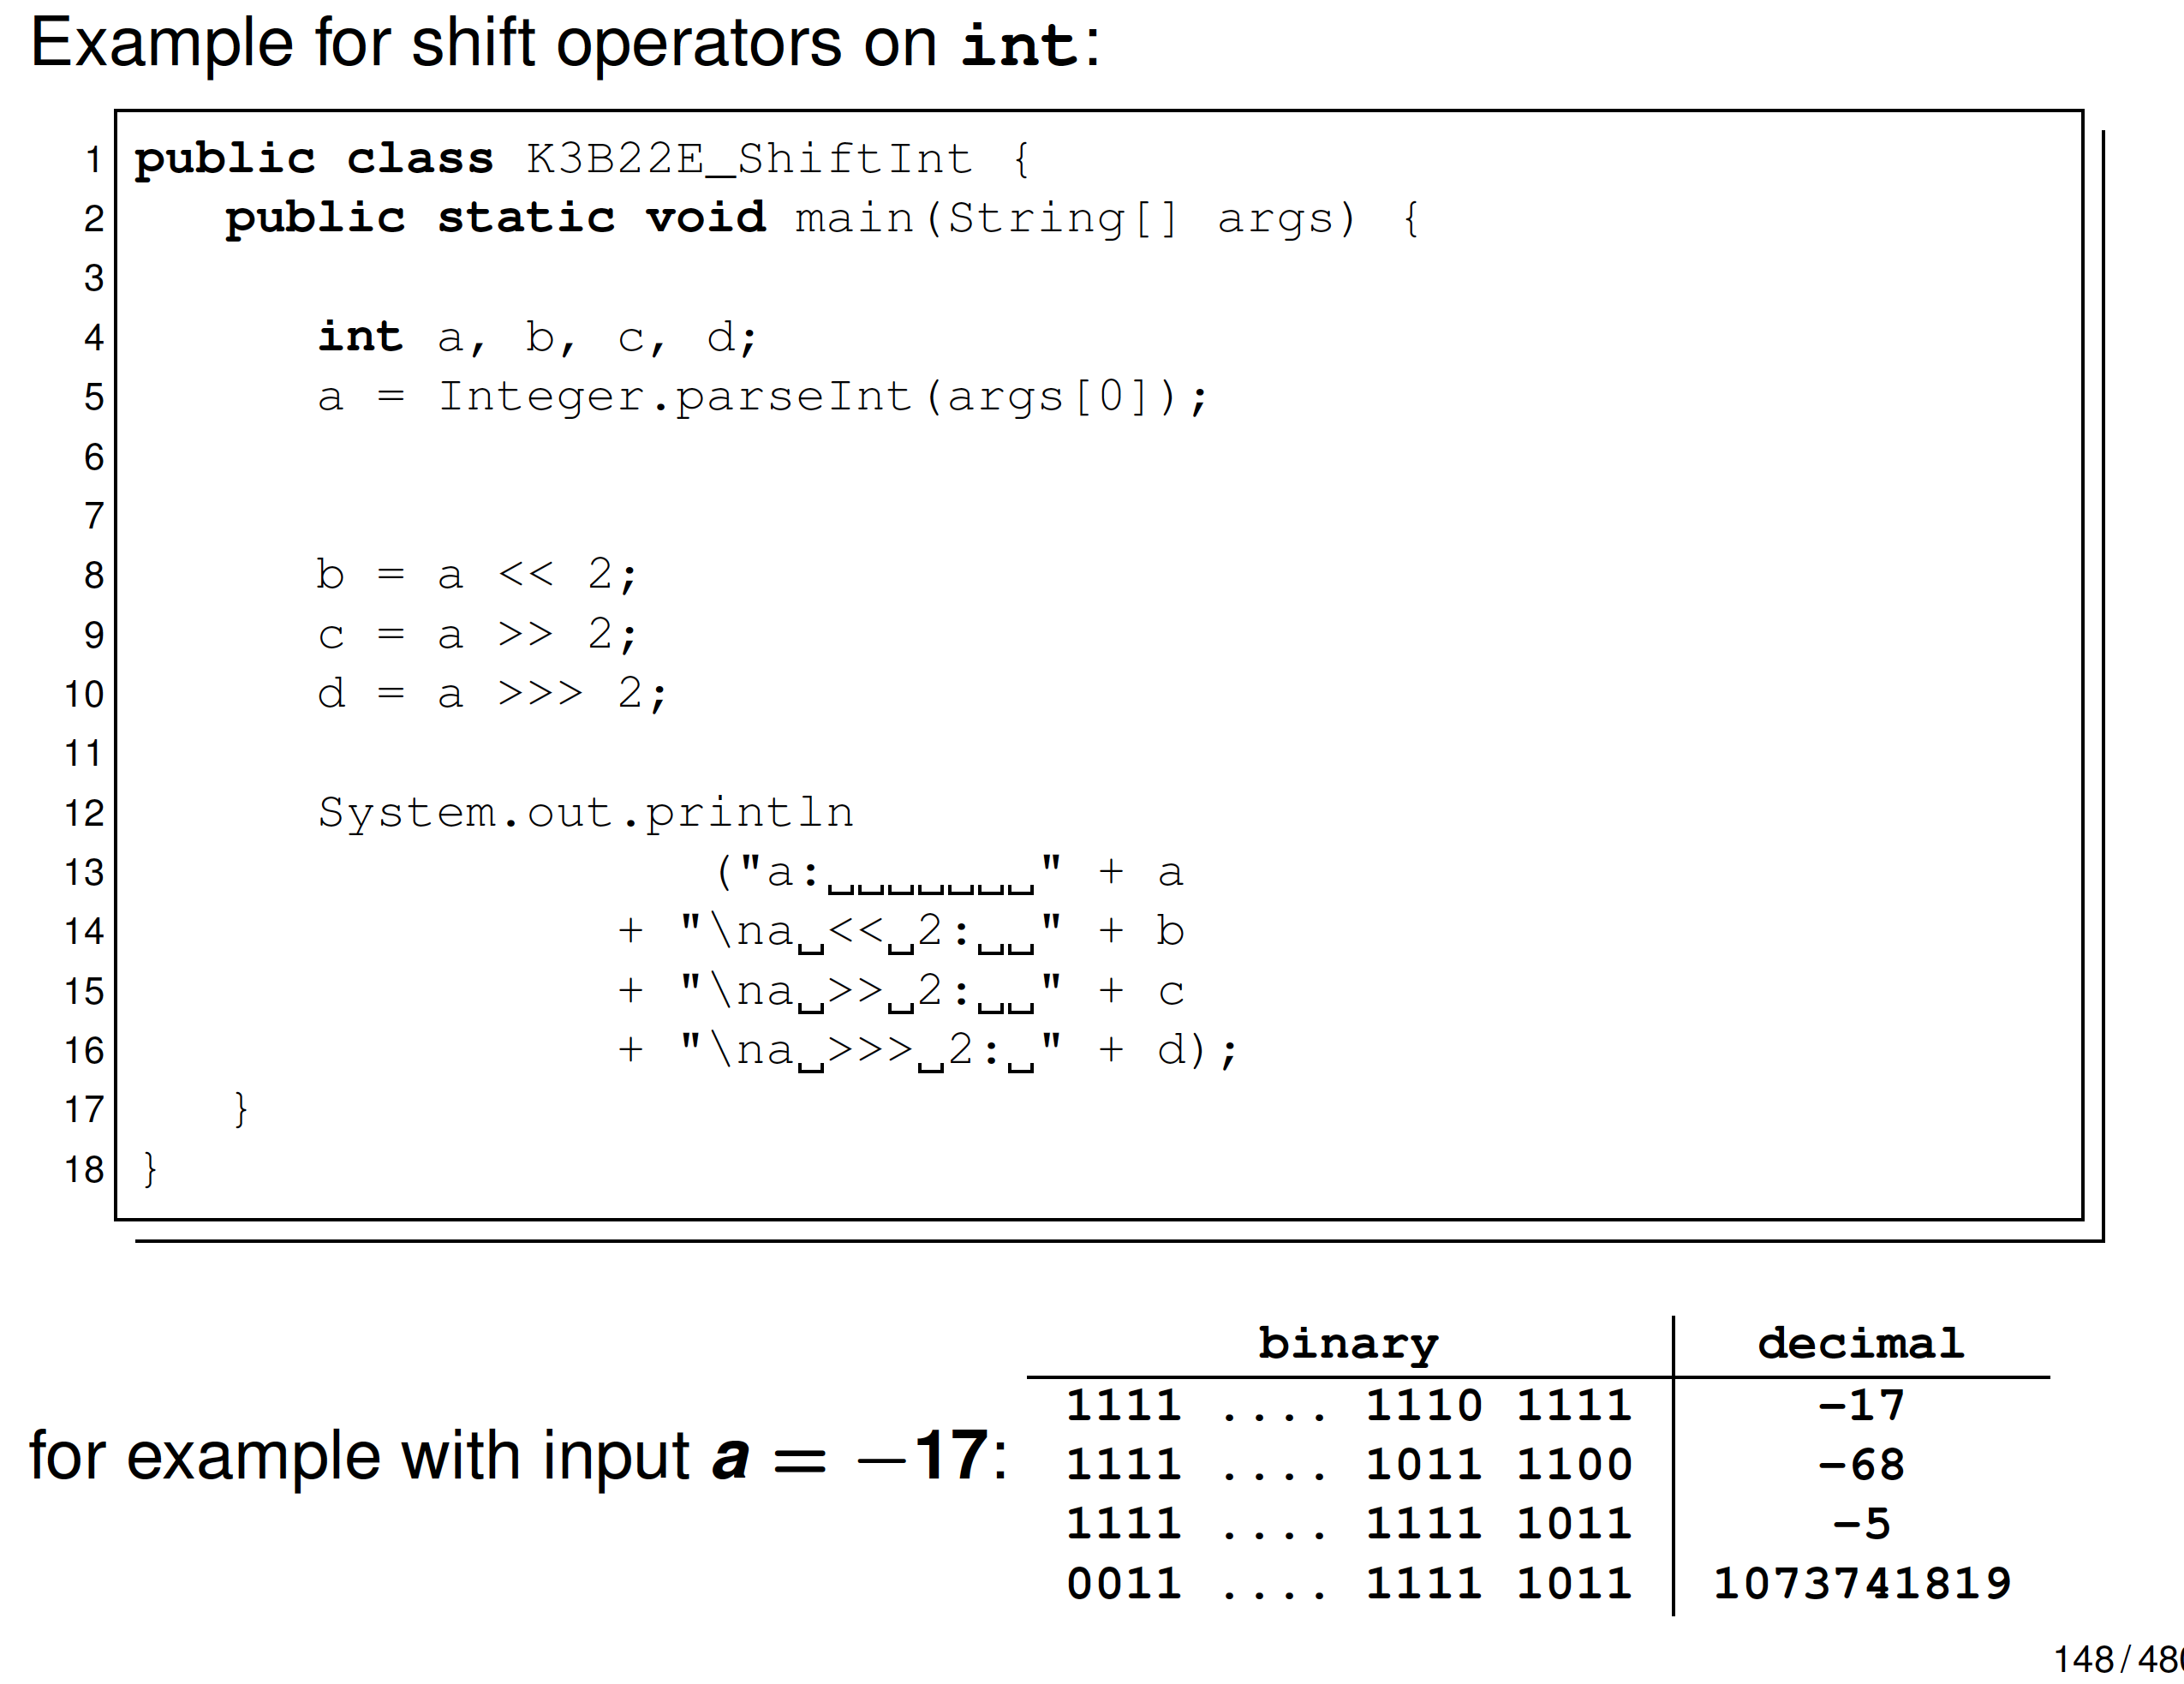 Example for shift operators on int:
1 public class K3B22E_ShiftInt {
2 public static void main(String[] args) {
3
4 int a, b, c, d;
5 a = Integer.parseInt(args[0]);
6
7
8 b = a << 2;
9 c = a >> 2;
10 d = a >>> 2;
11
12 System.out.println
13 ("a:␣␣␣␣␣␣␣" + a
14 + "\na␣<<␣2:␣␣" + b
15 + "\na␣>>␣2:␣␣" + c
16 + "\na␣>>>␣2:␣" + d);
17 }
18 }
for example with input a = −17:
binary decimal
1111 .... 1110 1111 −17
1111 .... 1011 1100 −68
1111 .... 1111 1011 −5
0011 .... 1111 1011 1073741819
148 / 480